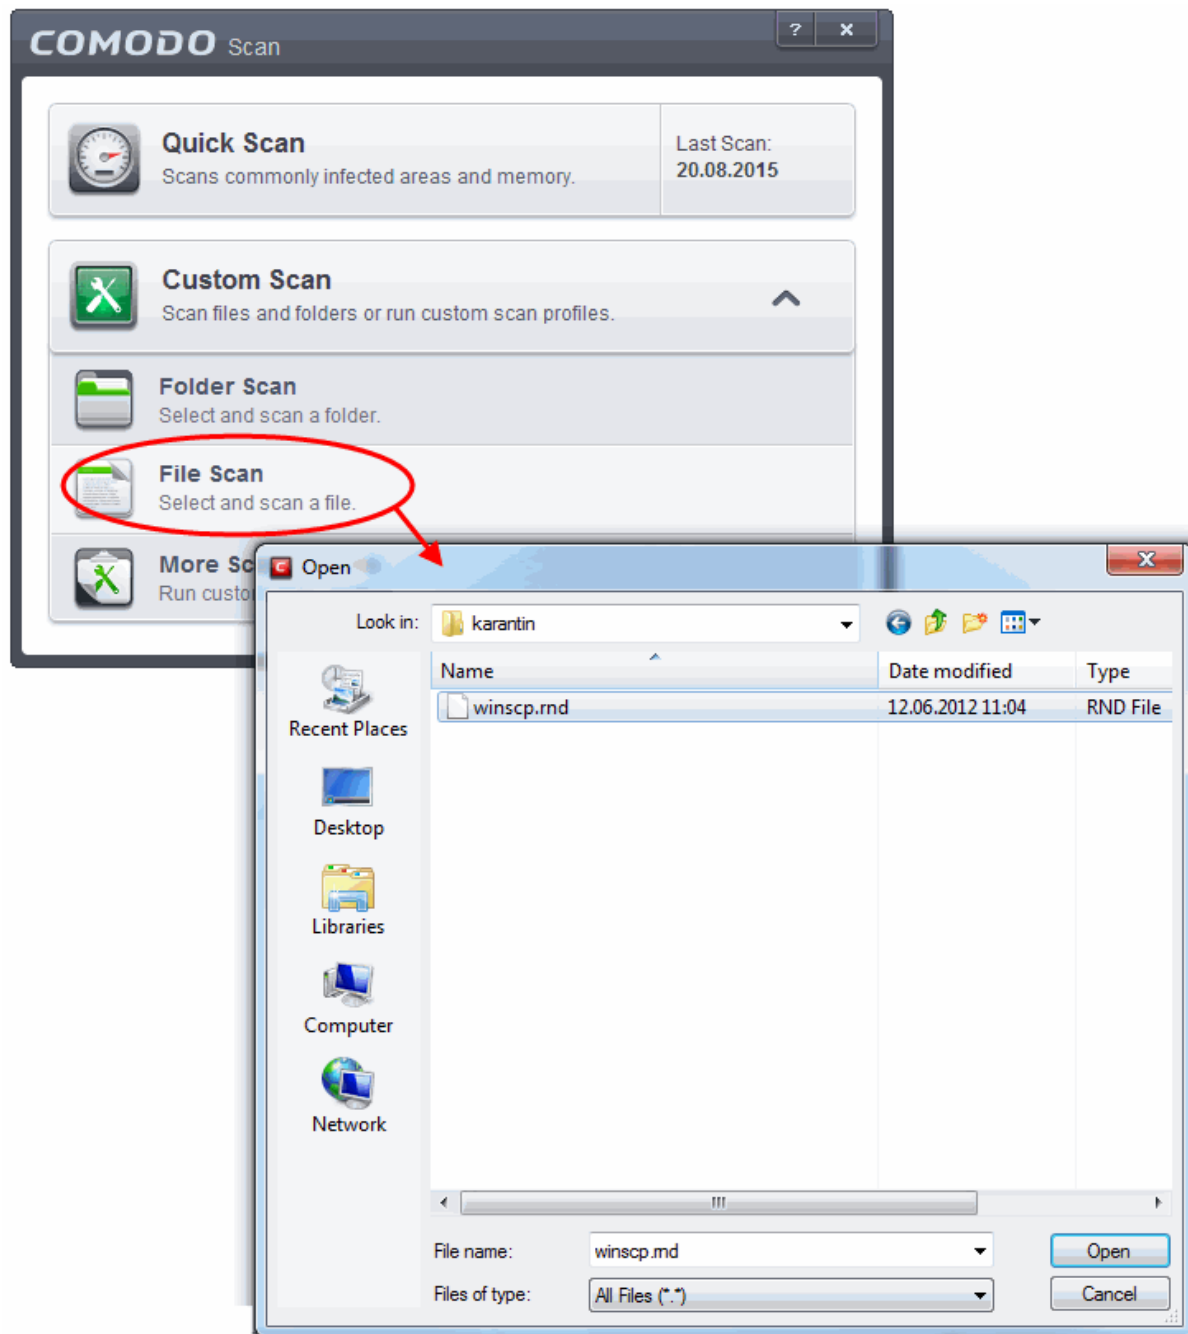 COMODO Scan
?
x
Quick Scan
Scans commonly infected areas and memory.
Last Scan:
20.08.2015
Custom Scan
Scan files and folders or run custom scan profiles.
Folder Scan
Select and scan a folder.
File Scan
Select and scan a file.
More Sc
Run custo
Open
x
Look in:
karantin
Name
Date modified
Type
winscp.rnd
12.06.2012 11:04
RND File
Recent Places
Desktop
Libraries
Computer
Network
File name:
winscp.rnd
Open
Files of type:
All Files (*.*)
Cancel